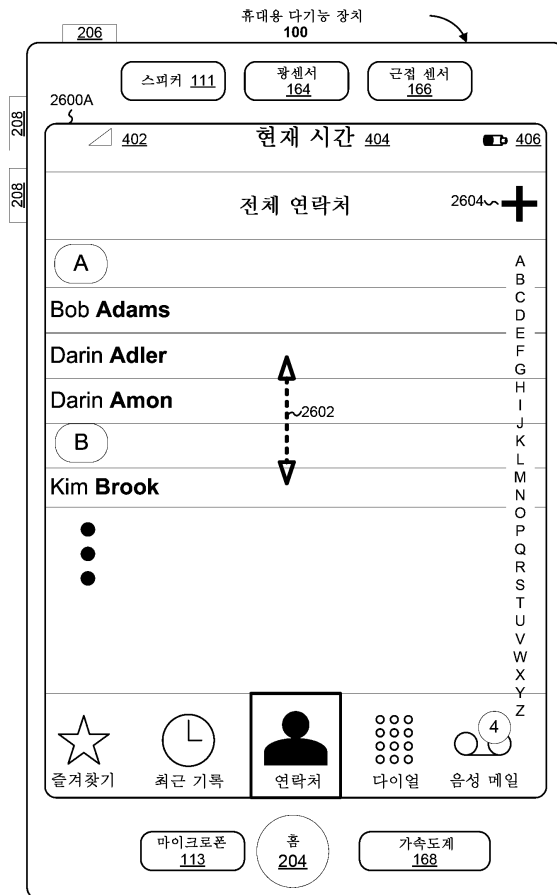 휴대용 다기능 장치
100
206
스피커 111
광센서
164
근접 센서
166
2600A
208
208
402
현재 시간 404
406
전체 연락처
2604
A
Bob Adams
Darin Adler
Darin Amon
2602
B
Kim Brook
A
B
C
D
E
F
G
H
I
J
K
L
M
N
O
P
Q
R
S
T
U
V
W
X
Y
Z
4
즐겨찾기
최근 기록
연락처
다이얼
음성 메일
마이크로폰
113
홈
204
가속도계
168